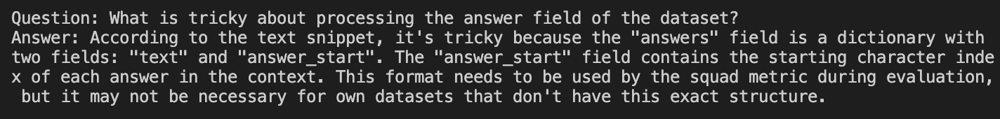 Question: What is tricky about processing the answer field of the dataset?
Answer: According to the text snippet, it's tricky because the "answers" field is a dictionary with
two fields: "text" and "answer_start". The "answer_start" field contains the starting character inde
x of each answer in the context. This format needs to be used by the squad metric during evaluation,
 but it may not be necessary for own datasets that don't have this exact structure.